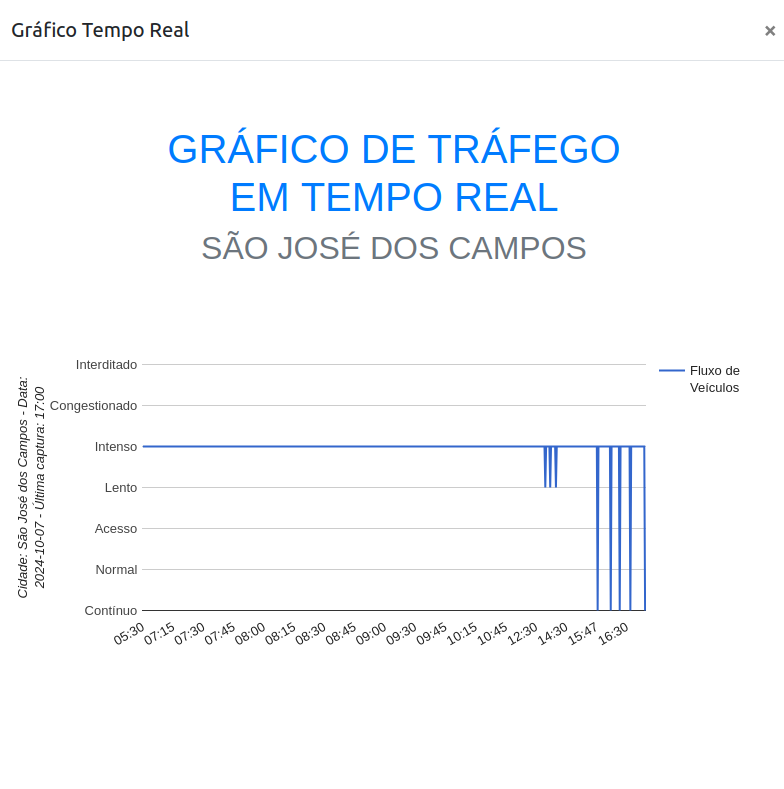 Gráfico Tempo Real
×
GRÁFICO DE TRÁFEGO
EM TEMPO REAL
SÃO JOSÉ DOS CAMPOS
Cidade: São José dos Campos - Data:
2024-10-07 - Última captura: 17:00
Interditado
Congestionado
Intenso
Lento
Acesso
Normal
Contínuo
05:30
07:15
07:30
07:45
08:00
08:15
08:30
08:45
09:00
09:30
09:45
10:15
10:45
12:30
14:30
15:47
16:30
Fluxo de
Veículos